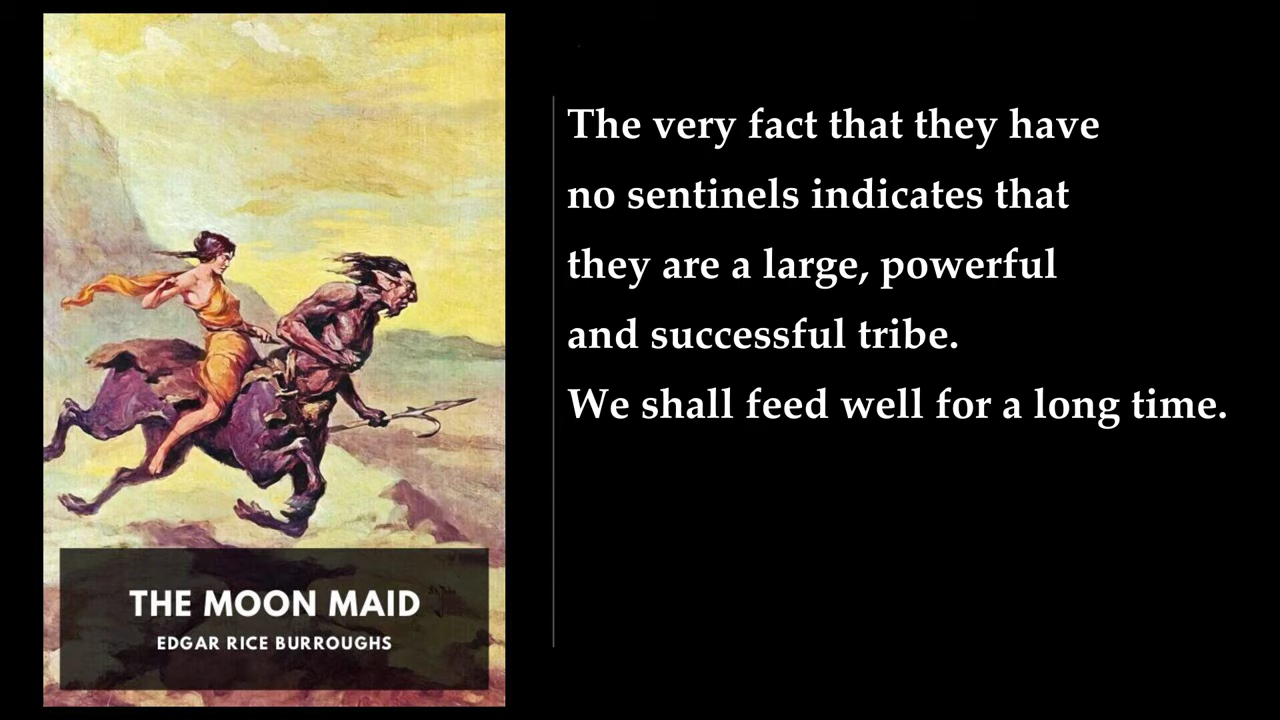 The very fact that they have
no sentinels indicates that
they are a large, powerful
and successful tribe.
We shall feed well for a long time.
THE MOON MAID
EDGAR RICE BURROUGHS